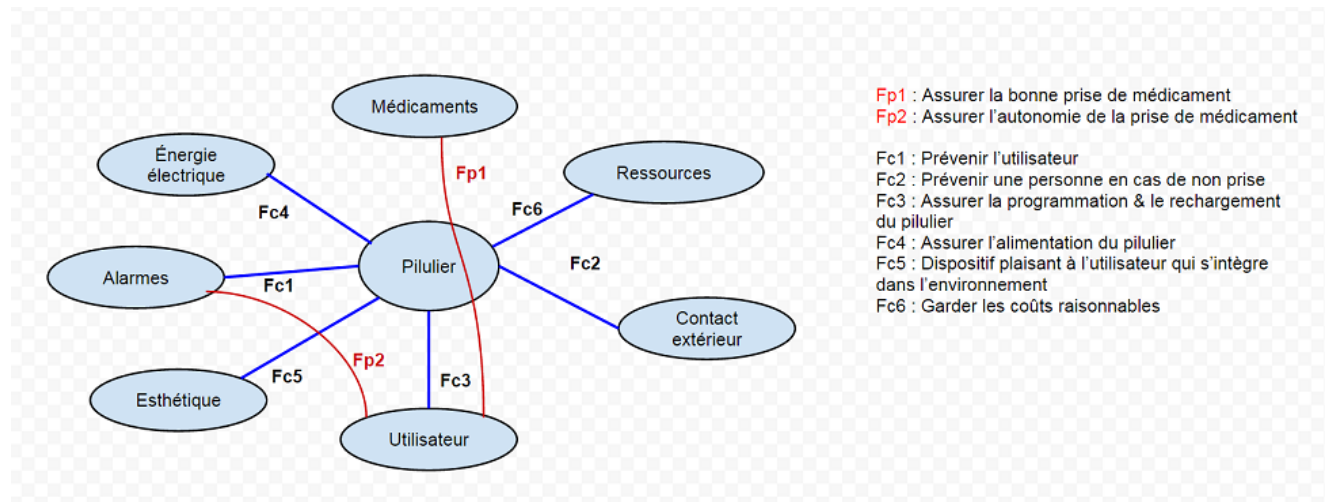 Médicaments
Énergie
électrique
Fp1
Ressources
Fc4
Fc6
Pilulier
Fc2
Alarmes
Fc1
Contact
extérieur
Fp2
Fc5
Fc3
Esthétique
Utilisateur
Fp1 : Assurer la bonne prise de médicament
Fp2 : Assurer l'autonomie de la prise de médicament
Fc1 : Prévenir l'utilisateur
Fc2 : Prévenir une personne en cas de non prise
Fc3 : Assurer la programmation & le rechargement
du pilulier
Fc4 : Assurer l'alimentation du pilulier
Fc5 : Dispositif plaisant à l'utilisateur qui s'intègre
dans l'environnement
Fc6 : Garder les coûts raisonnables